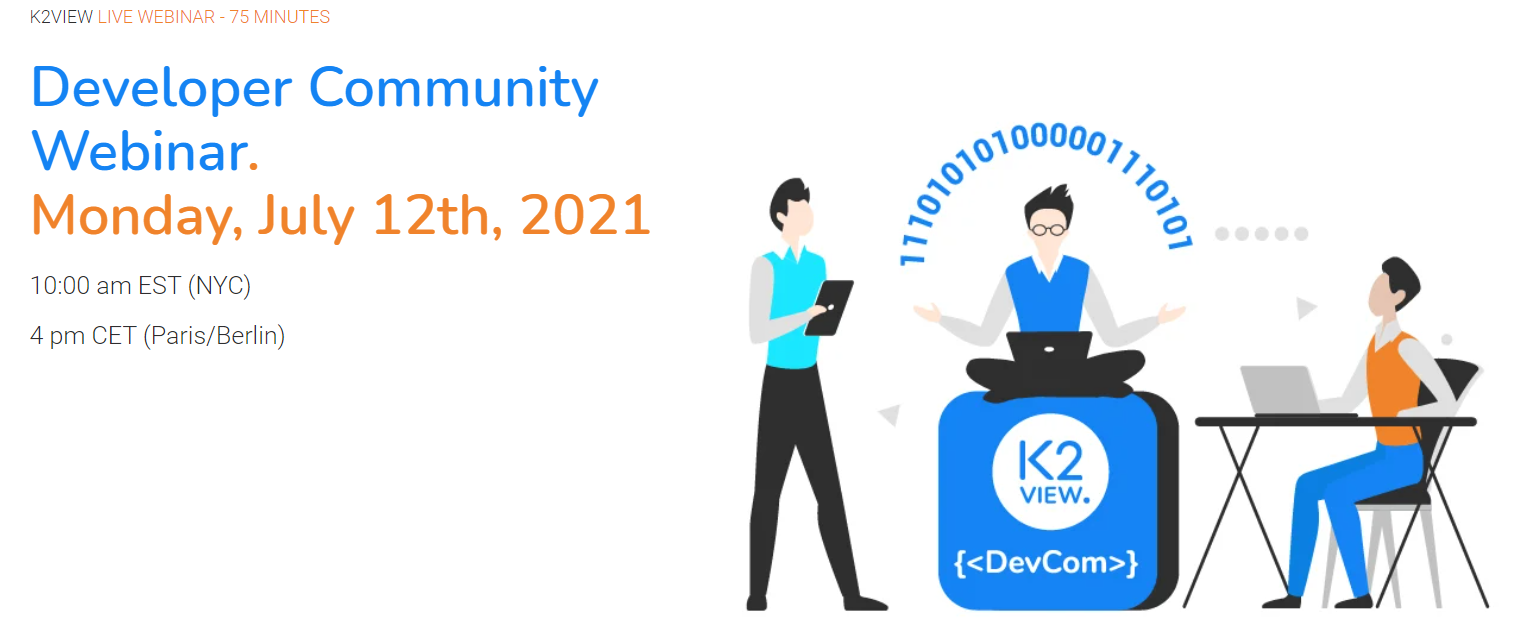 K2VIEW LIVE WEBINAR - 75 MINUTES
Developer Community
Webinar.
Monday, July 12th, 2021
10:00 am EST (NYC)
4 pm CET (Paris/Berlin)
111010101000001110101
K2
VIEW.
{<DevCom>}